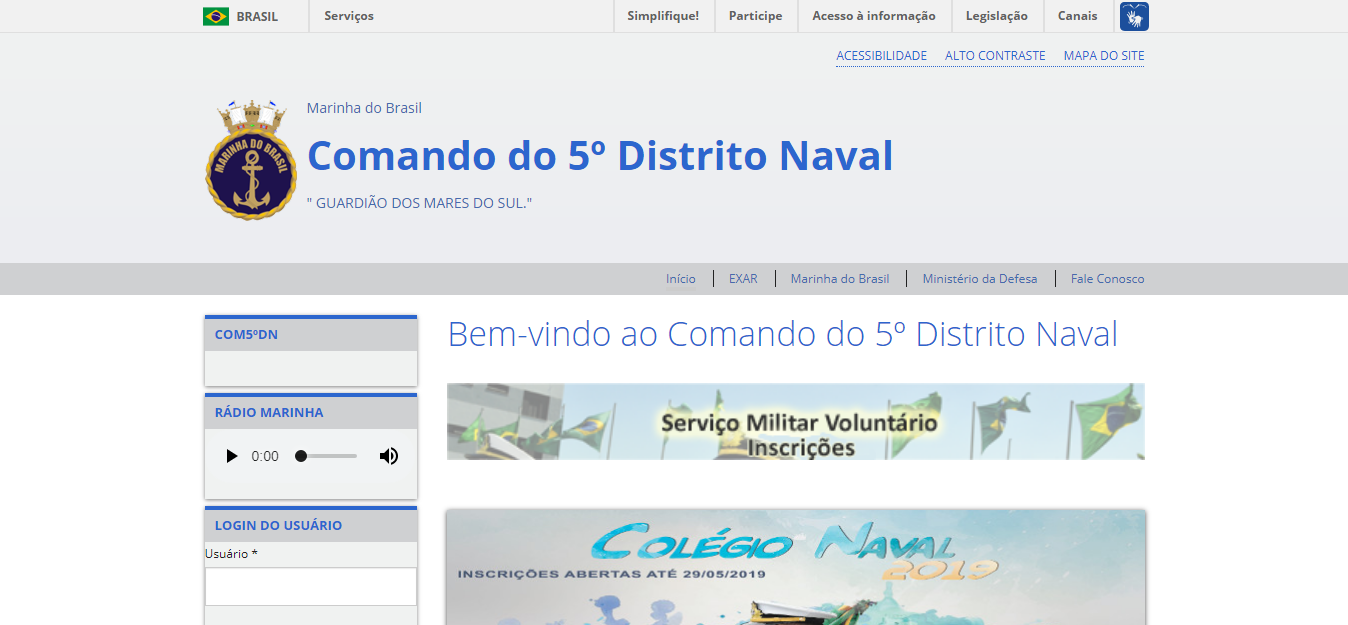 BRASIL Serviços Simplifique! Participe Acesso à informação Legislação Canais
ACESSIBILIDADE ALTO CONTRASTE MAPA DO SITE
MARINHA DO BRASIL
Marinha do Brasil
Comando do 5º Distrito Naval
" GUARDIÃO DOS MARES DO SUL."
Início EXAR Marinha do Brasil Ministério da Defesa Fale Conosco
COM5ºDN
RÁDIO MARINHA
0:00
LOGIN DO USUÁRIO
Usuário *
Bem-vindo ao Comando do 5º Distrito Naval
Serviço Militar Voluntário
Inscrições
COLÉGIO NAVAL
2019
INSCRIÇÕES ABERTAS ATÉ 29/05/2019